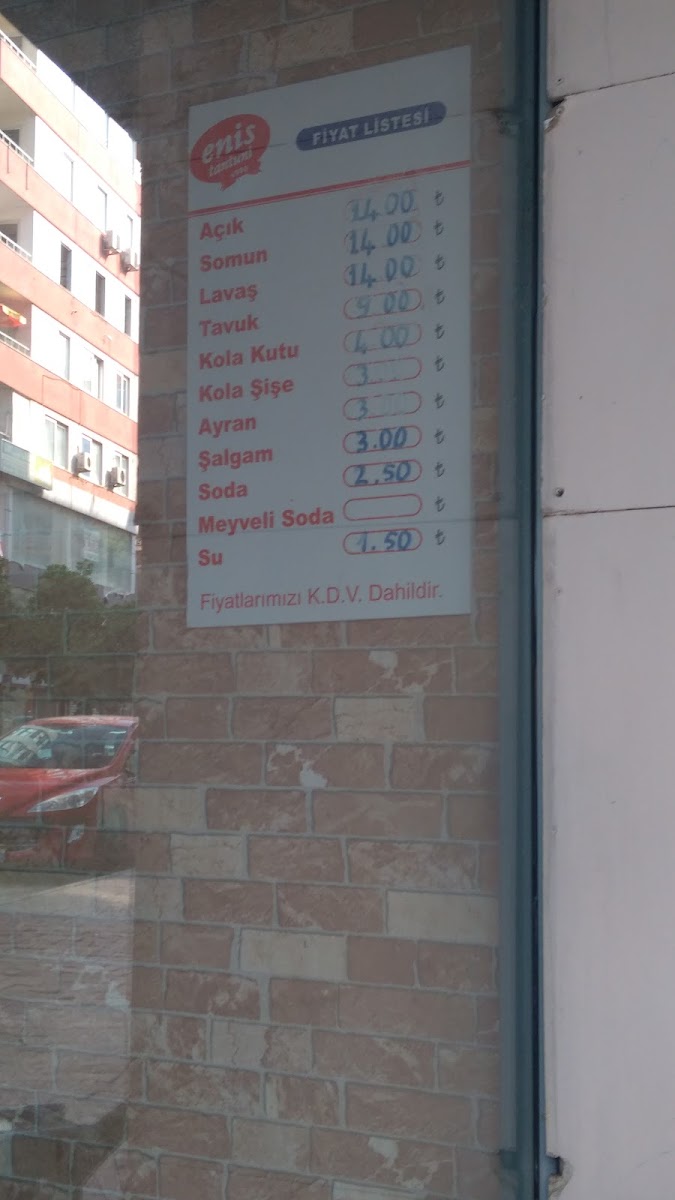 enis
tantuni
FİYAT LİSTESİ
Açık 14.00 ₺
Somun 14 00 ₺
Lavaş 14.00 ₺
Tavuk 9 00 ₺
Kola Kutu 4.00 ₺
Kola Şişe 3. ₺
Ayran 3. 00 ₺
Şalgam 3.00 ₺
Soda 2.50 ₺
Meyveli Soda ₺
Su 1.50 ₺
Fiyatlarımızı K.D.V. Dahildir.